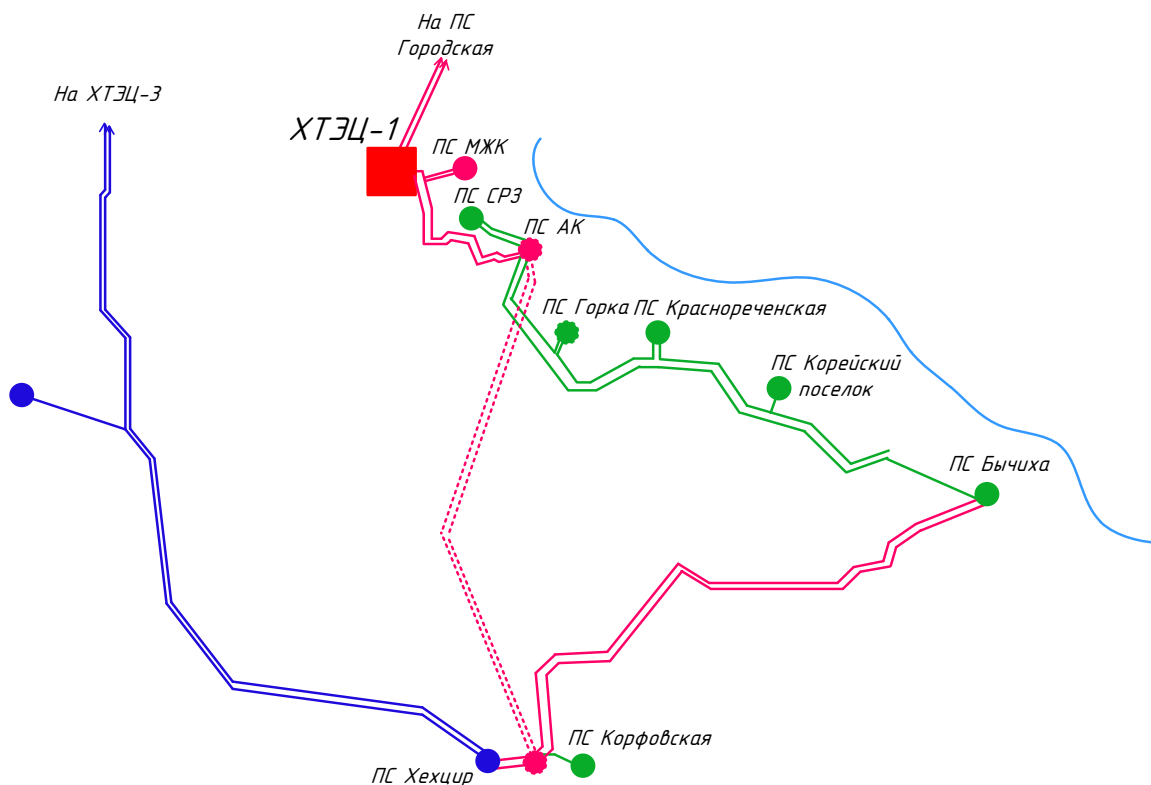 На ПС
Городская
На ХТЭЦ-3
ХТЭЦ-1
ПС МЖК
ПС СРЗ
ПС АК
ПС Горка
ПС Краснореченская
ПС Корейский
поселок
ПС Бычиха
ПС Корфовская
ПС Хехцир